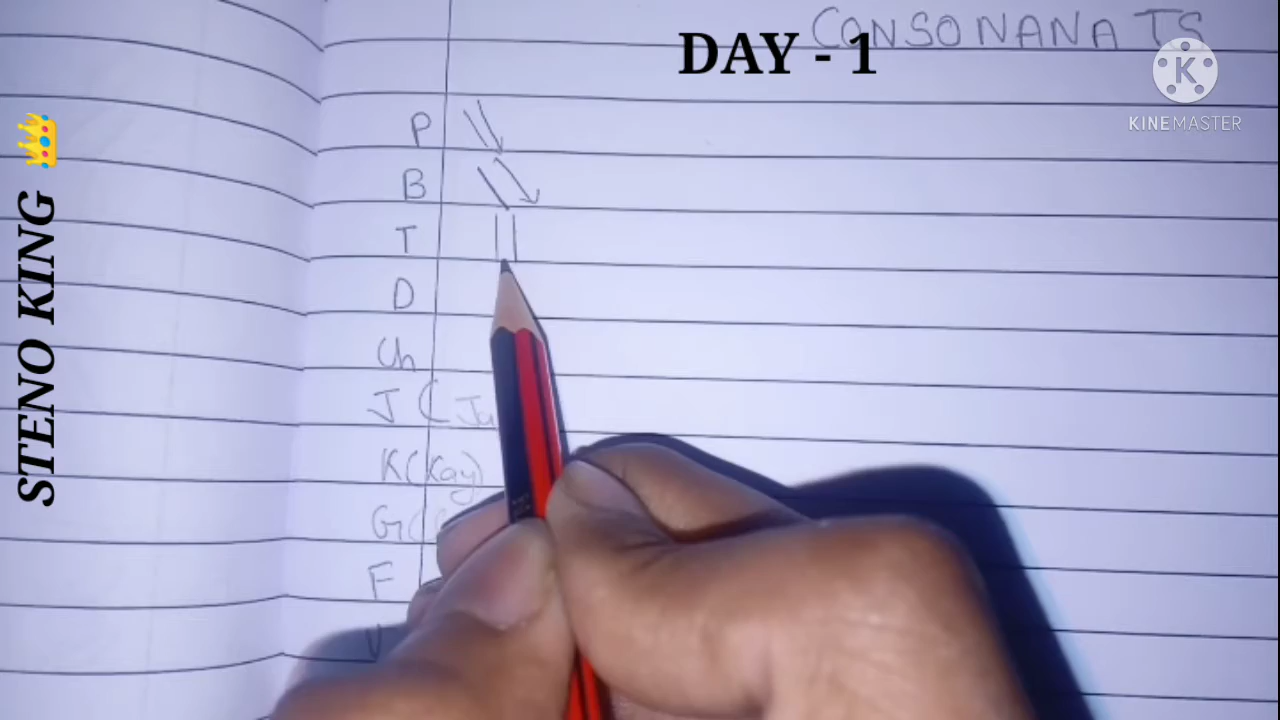 CONSONANATS
DAY - 1
KINEMASTER
STENO KING 👑
P
B
T
D
Ch
J (
K (Kay)
G (
F
V